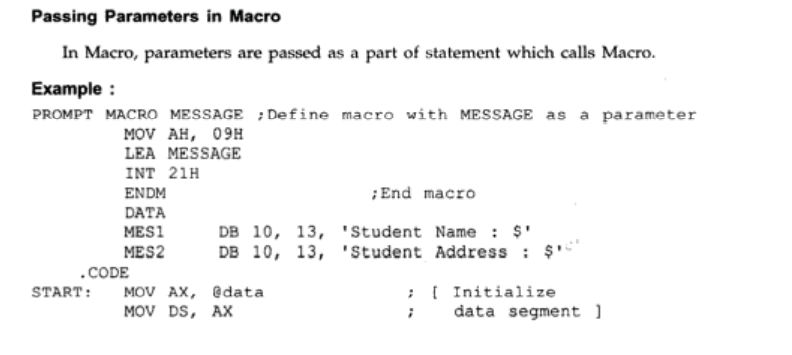 Passing Parameters in Macro
In Macro, parameters are passed as a part of statement which calls Macro.
Example :
PROMPT MACRO MESSAGE ;Define macro with MESSAGE as a parameter
MOV AH, 09H
LEA MESSAGE
INT 21H
ENDM ;End macro
DATA
MES1 DB 10, 13, 'Student Name : $'
MES2 DB 10, 13, 'Student Address : $'
.CODE
START: MOV AX, @data ; [ Initialize
MOV DS, AX ; data segment ]